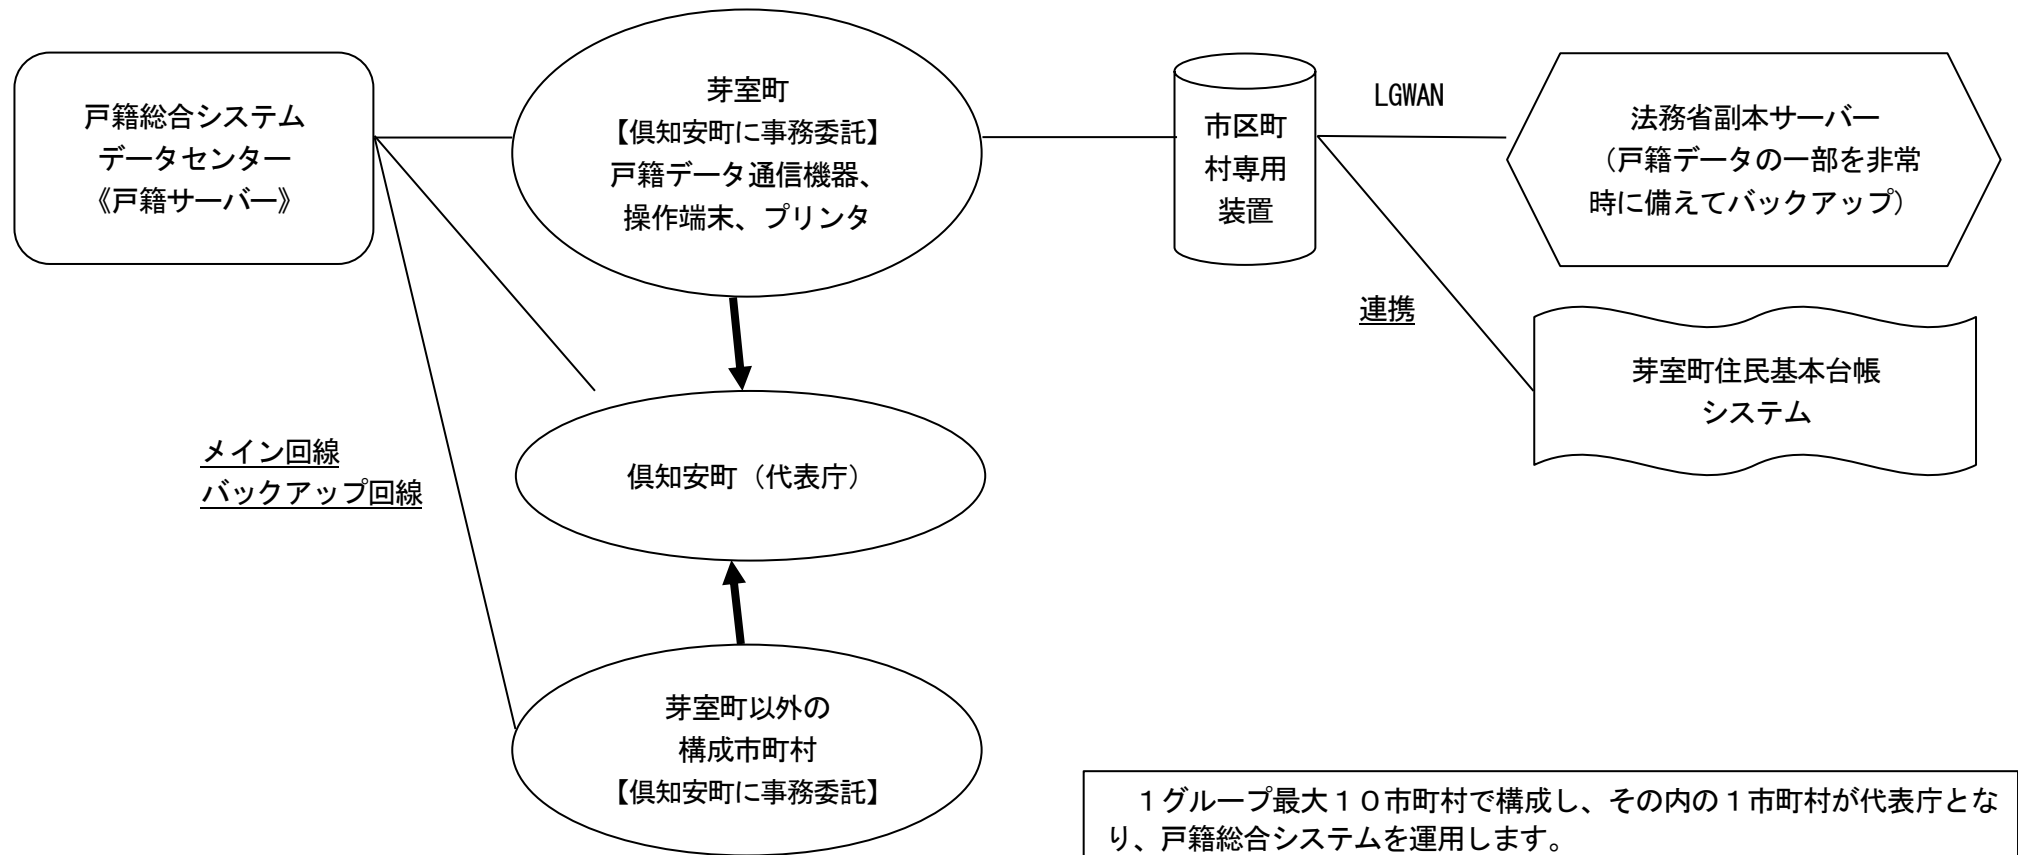 戸籍総合システム
データセンター
《戸籍サーバー》
芽室町
【倶知安町に事務委託】
戸籍データ通信機器、
操作端末、プリンタ
市区町
村専用
装置
LGWAN
法務省副本サーバー
（戸籍データの一部を非常
時に備えてバックアップ）
連携
芽室町住民基本台帳
システム
メイン回線
バックアップ回線
倶知安町（代表庁）
芽室町以外の
構成市町村
【倶知安町に事務委託】
１グループ最大１０市町村で構成し、その内の１市町村が代表庁とな
り、戸籍総合システムを運用します。